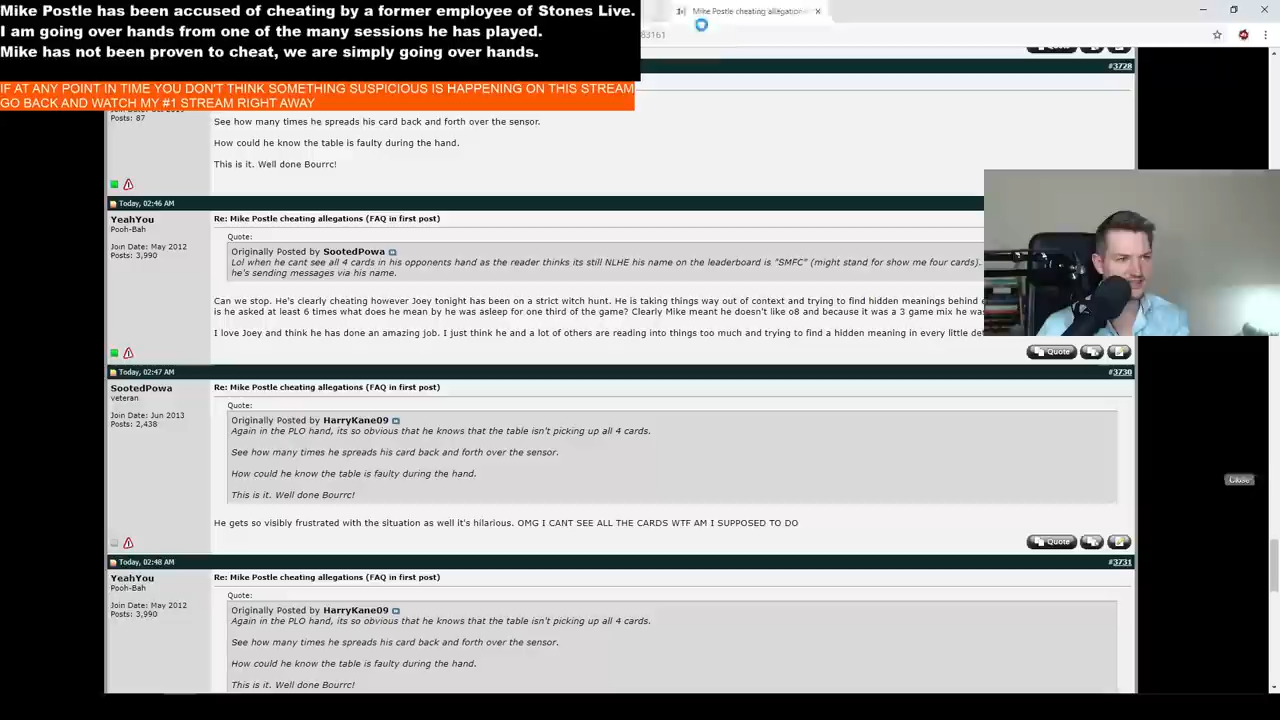 Mike Postle has been accused of cheating by a former employee of Stones Live.
I am going over hands from one of the many sessions he has played.
Mike has not been proven to cheat, we are simply going over hands.
IF AT ANY POINT IN TIME YOU DON'T THINK SOMETHING SUSPICIOUS IS HAPPENING ON THIS STREAM
GO BACK AND WATCH MY #1 STREAM RIGHT AWAY
Mike Postle cheating allegation
83161
#3728
Posts: 87
See how many times he spreads his card back and forth over the sensor.
How could he know the table is faulty during the hand.
This is it. Well done Bourrc!
Today, 02:46 AM
YeahYou
Pooh-Bah
Join Date: May 2012
Posts: 3,990
Re: Mike Postle cheating allegations (FAQ in first post)
Quote:
Originally Posted by SootedPowa
Lol when he cant see all 4 cards in his opponents hand as the reader thinks its still NLHE his name on the leaderboard is "SMFC" (might stand for show me four cards).
he's sending messages via his name.
Can we stop. He's clearly cheating however Joey tonight has been on a strict witch hunt. He is taking things way out of context and trying to find hidden meanings behind
is he asked at least 6 times what does he mean by he was asleep for one third of the game? Clearly Mike meant he doesn't like o8 and because it was a 3 game mix he
I love Joey and think he has done an amazing job. I just think he and a lot of others are reading into things too much and trying to find a hidden meaning in every little
Quote
Today, 02:47 AM
#3730
SootedPowa
veteran
Join Date: Jun 2013
Posts: 2,438
Re: Mike Postle cheating allegations (FAQ in first post)
Quote:
Originally Posted by HarryKane09
Again in the PLO hand, its so obvious that he knows that the table isn't picking up all 4 cards.
See how many times he spreads his card back and forth over the sensor.
How could he know the table is faulty during the hand.
This is it. Well done Bourrc!
He gets so visibly frustrated with the situation as well it's hilarious. OMG I CANT SEE ALL THE CARDS WTF AM I SUPPOSED TO DO
Quote
Close
Today, 02:48 AM
#3731
YeahYou
Pooh-Bah
Join Date: May 2012
Posts: 3,990
Re: Mike Postle cheating allegations (FAQ in first post)
Quote:
Originally Posted by HarryKane09
Again in the PLO hand, its so obvious that he knows that the table isn't picking up all 4 cards.
See how many times he spreads his card back and forth over the sensor.
How could he know the table is faulty during the hand.
This is it. Well done Bourrc!